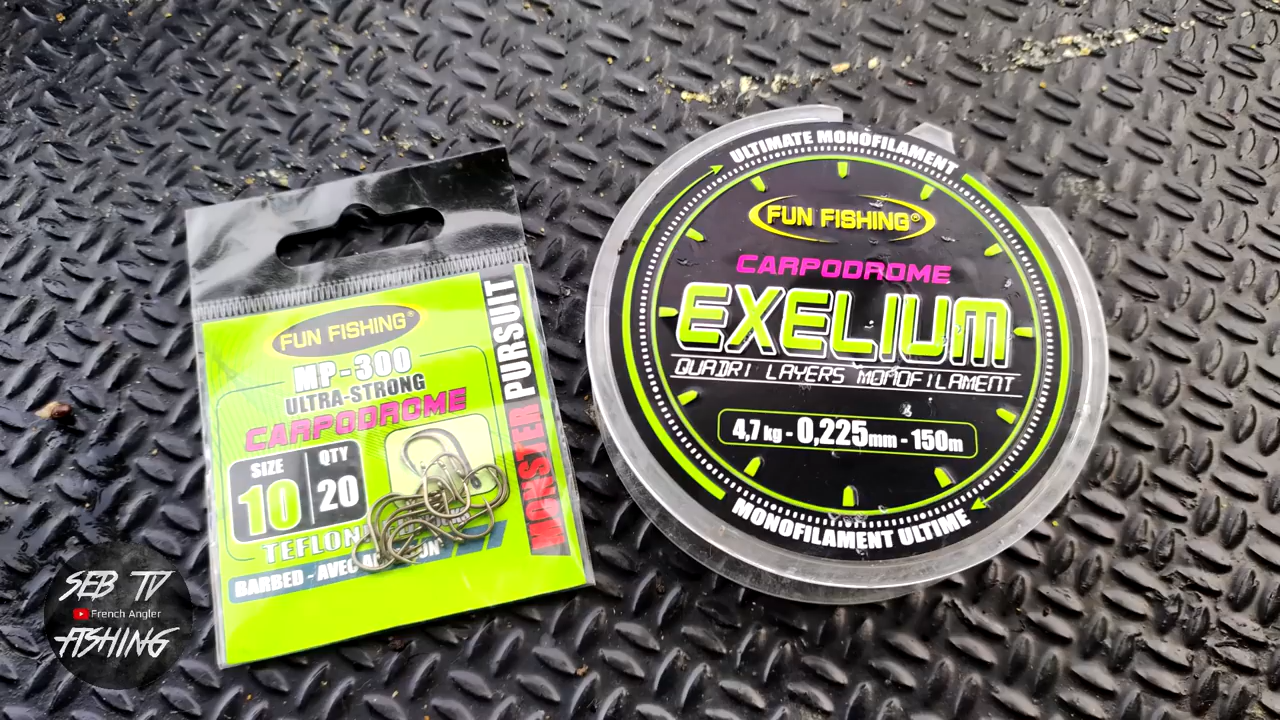 FUN FISHING®
MP-300
ULTRA-STRONG
CARPODROME
SIZE
10
QTY
20
TEFLON
BARBED - AVEC
MONSTER PURSUIT
ULTIMATE MONOFILAMENT
FUN FISHING®
CARPODROME
EXELIUM
QUADRI LAYERS MONOFILAMENT
4,7 kg - 0,225mm - 150m
MONOFILAMENT ULTIME
SEB TV
French Angler
FISHING